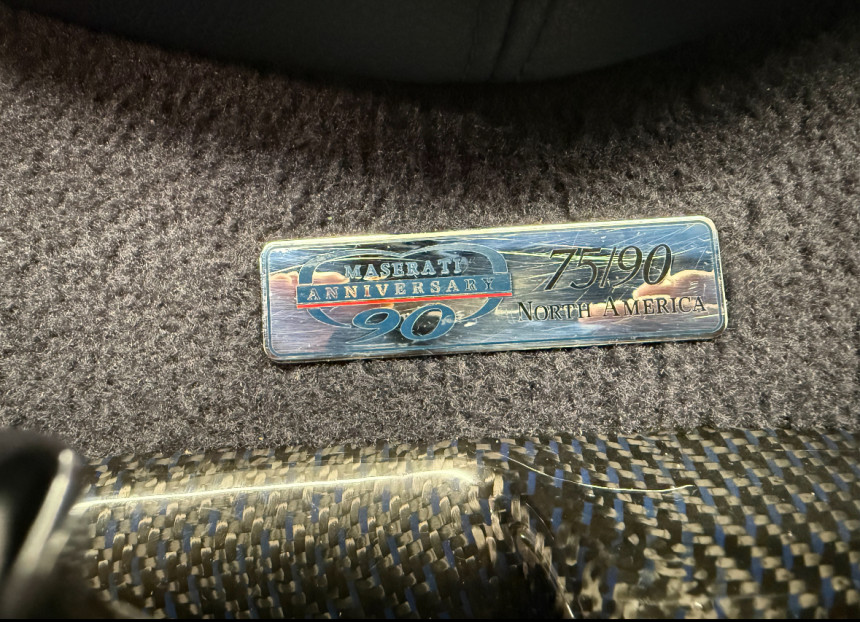 MASERATI
ANNIVERSARY
90
75/90
NORTH AMERICA